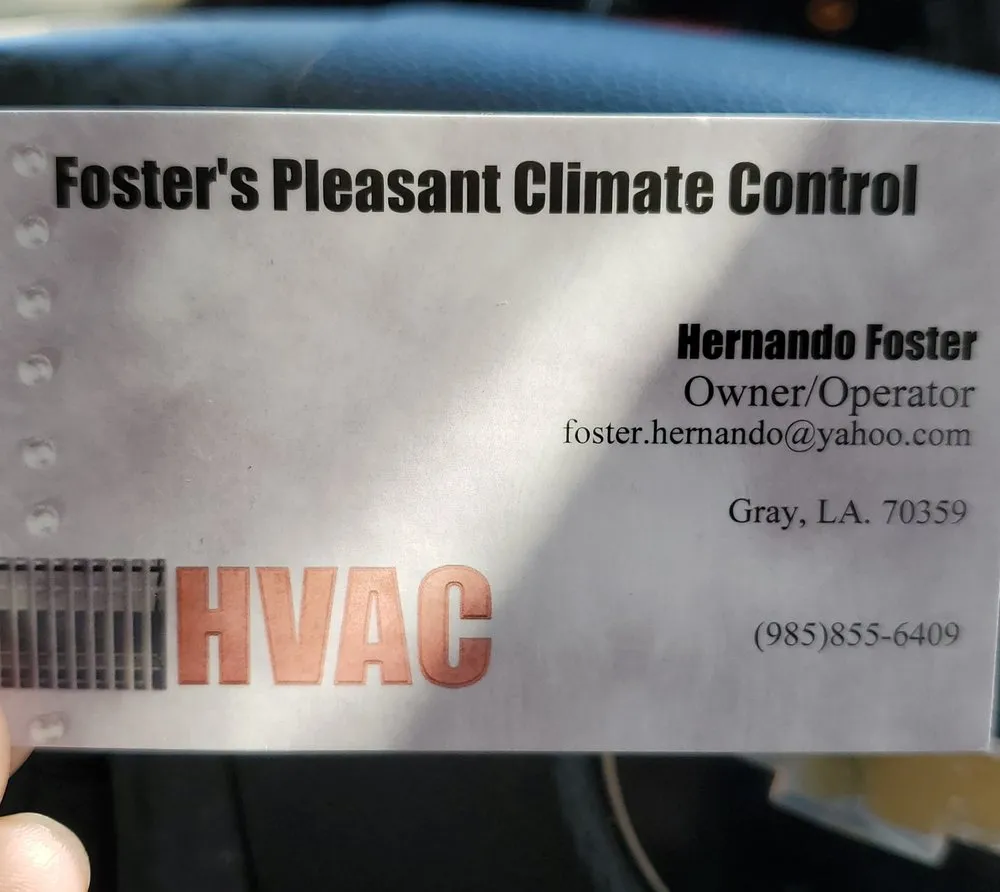 Foster's Pleasant Climate Control
Hernando Foster
Owner/Operator
foster.hernando@yahoo.com
Gray, LA. 70359
HVAC
(985)855-6409